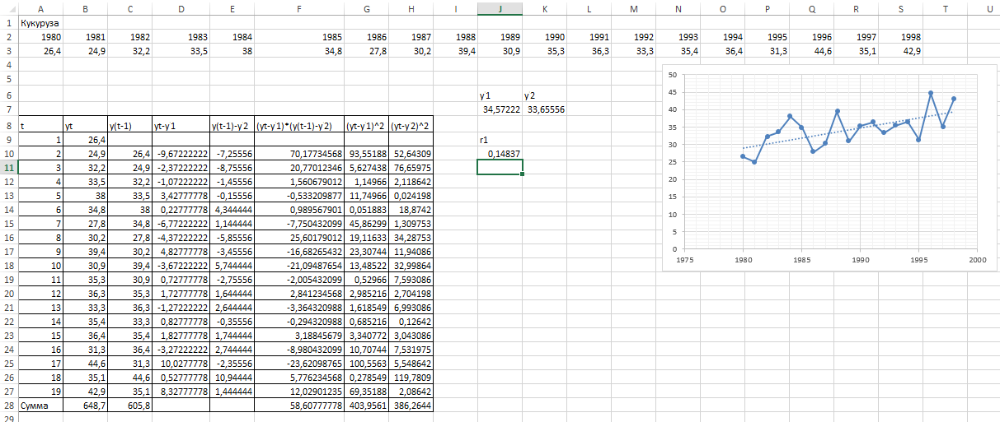 A B C D E F G H I J K L M N O P Q R S T U
1 Кукуруза
2 1980 1981 1982 1983 1984 1985 1986 1987 1988 1989 1990 1991 1992 1993 1994 1995 1996 1997 1998
3 26,4 24,9 32,2 33,5 38 34,8 27,8 30,2 39,4 30,9 35,3 36,3 33,3 35,4 36,4 31,3 44,6 35,1 42,9
4
5
6 y1 y2
7 34,57222 33,65556
8 t yt y(t-1) yt-y1 y(t-1)-y2 (yt-y1)*(y(t-1)-y2) (yt-y1)^2 (yt-y2)^2
9 1 26,4 r1
10 2 24,9 26,4 -9,67222222 -7,25556 70,17734568 93,55188 52,64309 0,14837
11 3 32,2 24,9 -2,37222222 -8,75556 20,77012346 5,627438 76,65975
12 4 33,5 32,2 -1,07222222 -1,45556 1,560679012 1,14966 2,118642
13 5 38 33,5 3,42777778 -0,15556 -0,533209877 11,74966 0,024198
14 6 34,8 38 0,22777778 4,344444 0,989567901 0,051883 18,8742
15 7 27,8 34,8 -6,77222222 1,144444 -7,750432099 45,86299 1,309753
16 8 30,2 27,8 -4,37222222 -5,85556 25,60179012 19,11633 34,28753
17 9 39,4 30,2 4,82777778 -3,45556 -16,68265432 23,30744 11,94086
18 10 30,9 39,4 -3,67222222 5,744444 -21,09487654 13,48522 32,99864
19 11 35,3 30,9 0,72777778 -2,75556 -2,005432099 0,52966 7,593086
20 12 36,3 35,3 1,72777778 1,644444 2,841234568 2,985216 2,704198
21 13 33,3 36,3 -1,27222222 2,644444 -3,364320988 1,618549 6,993086
22 14 35,4 33,3 0,82777778 -0,35556 -0,294320988 0,685216 0,12642
23 15 36,4 35,4 1,82777778 1,744444 3,18845679 3,340772 3,043086
24 16 31,3 36,4 -3,27222222 2,744444 -8,980432099 10,70744 7,531975
25 17 44,6 31,3 10,0277778 -2,35556 -23,62098765 100,5563 5,548642
26 18 35,1 44,6 0,52777778 10,94444 5,776234568 0,278549 119,7809
27 19 42,9 35,1 8,32777778 1,444444 12,02901235 69,35188 2,08642
28 Сумма 648,7 605,8 58,60777778 403,9561 386,2644
29
50
45
40
35
30
25
20
15
10
5
0
1975 1980 1985 1990 1995 2000